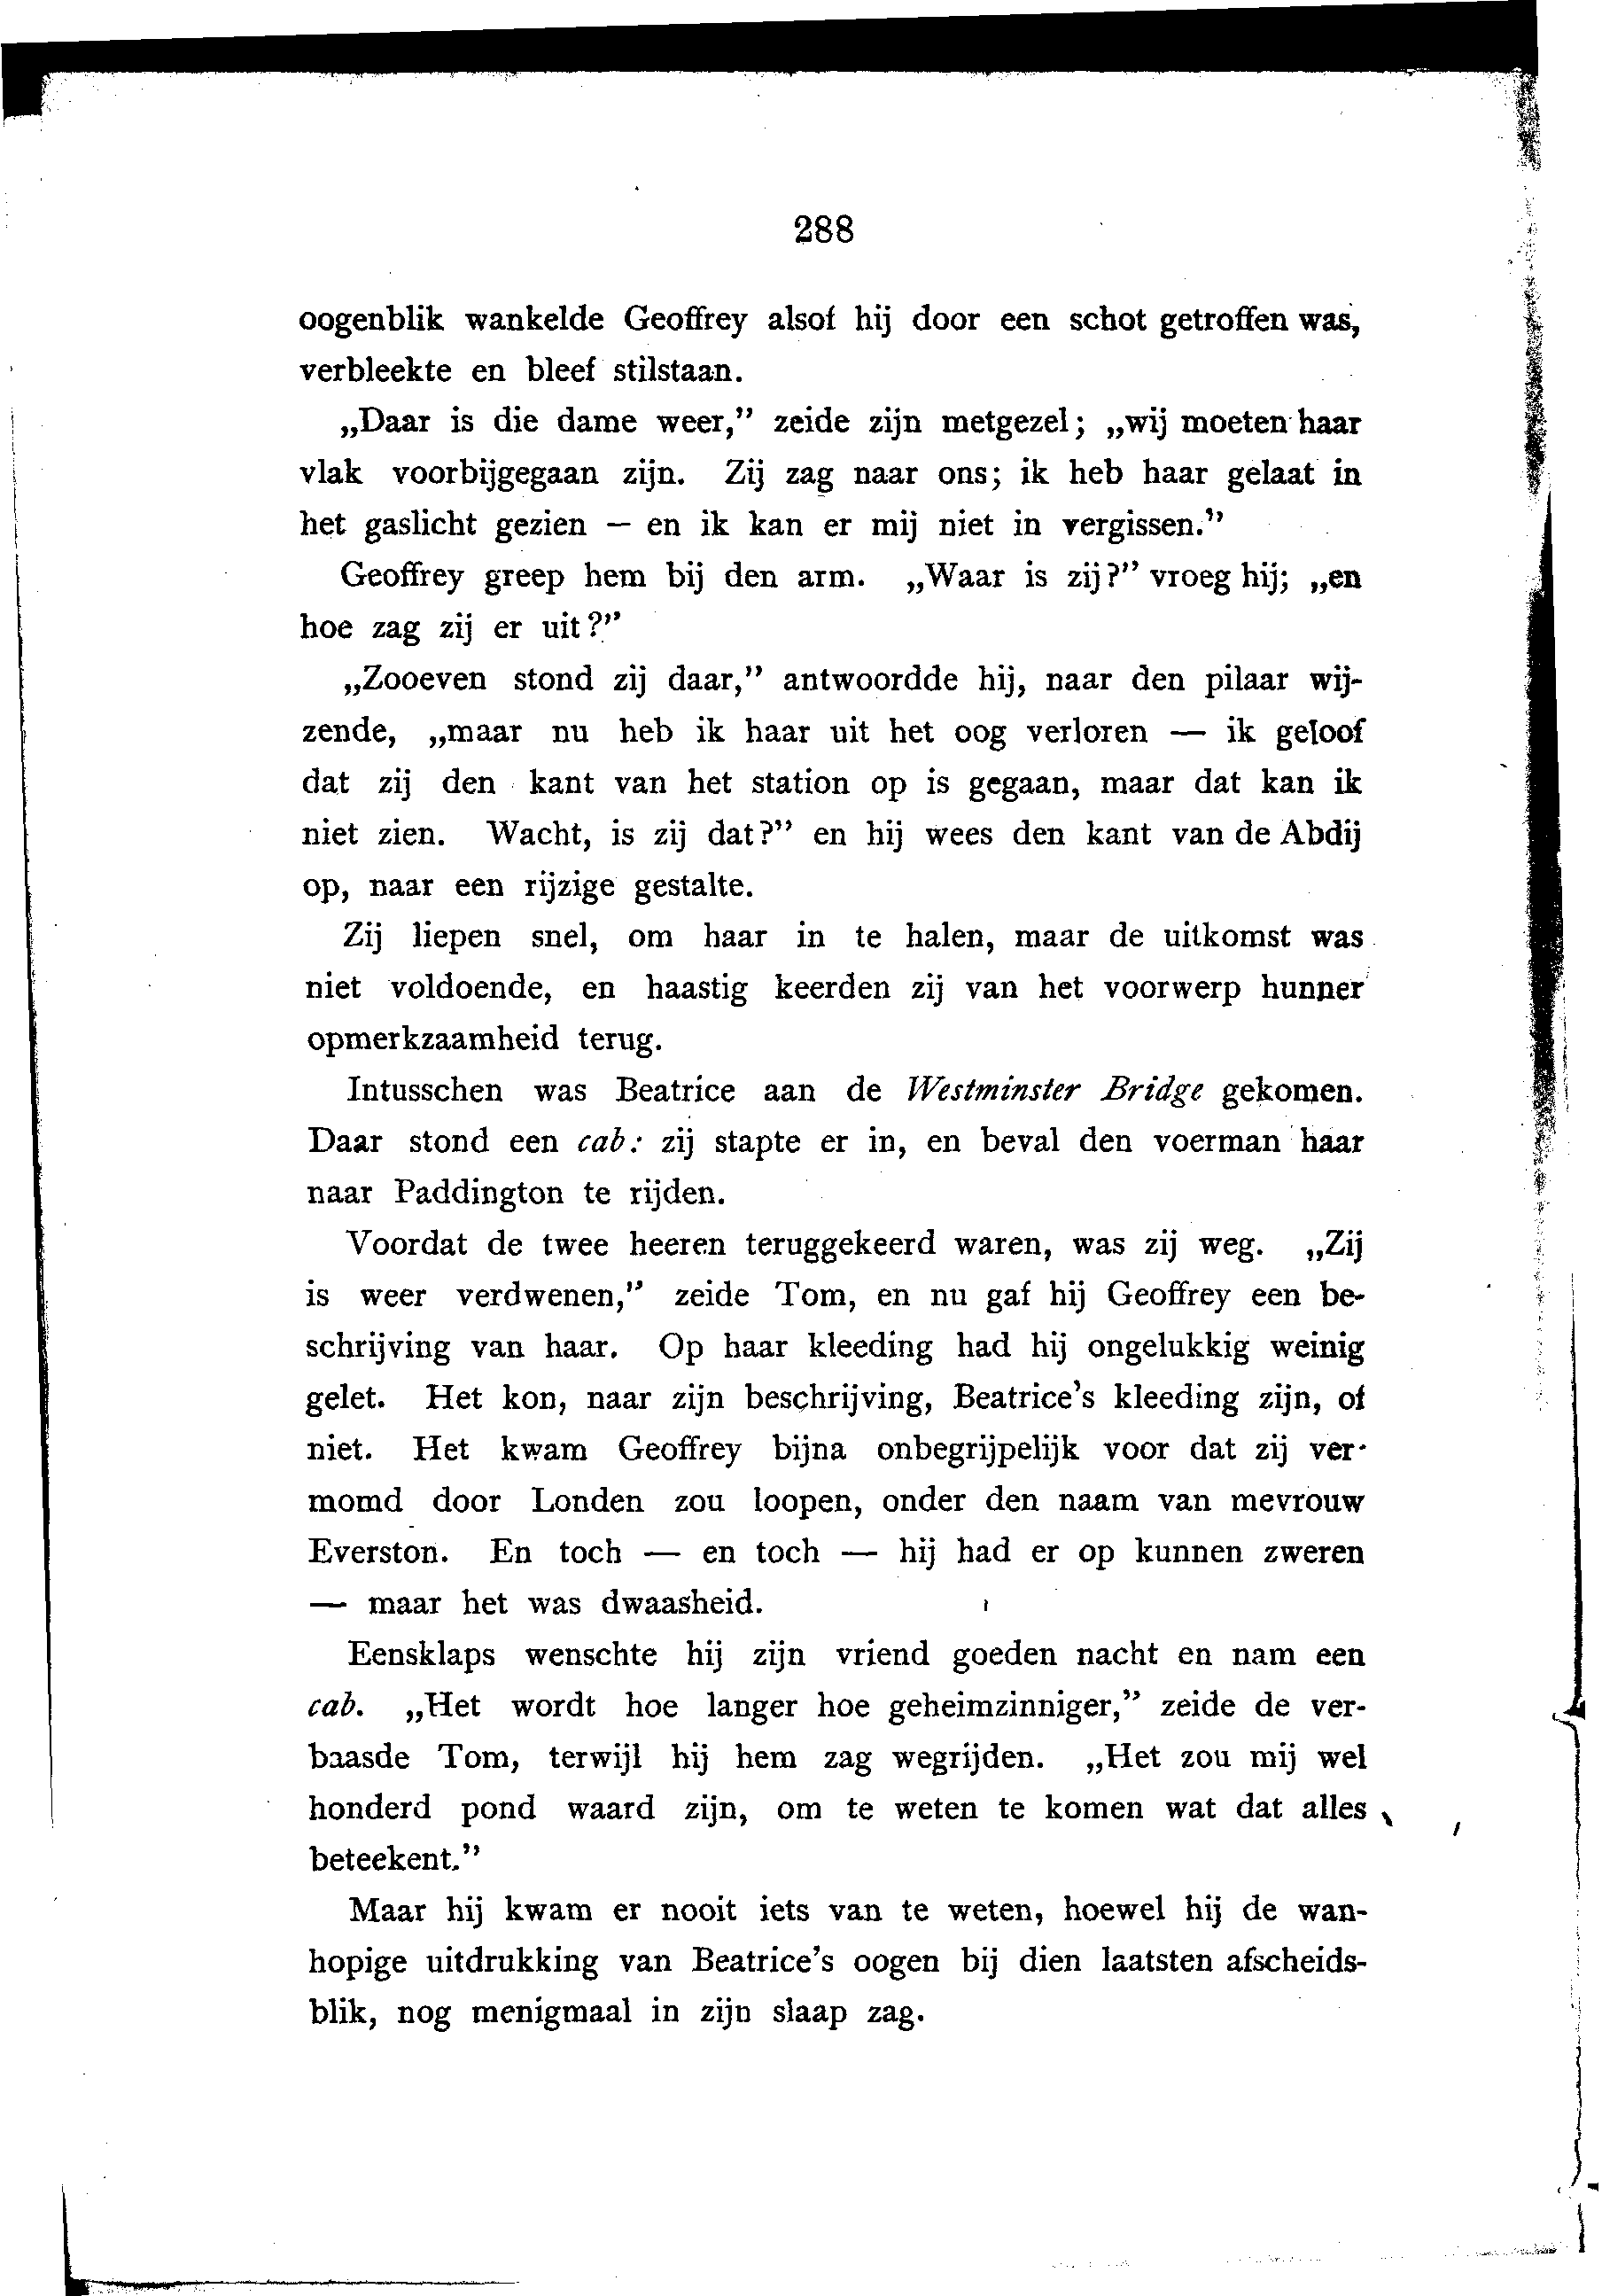 288
oogenblik wankelde Geoffrey alsof hij door een schot getroffen was,
verbleekte en bleef stilstaan.
„Daar is die dame weer,” zeide zijn metgezel; „wij moeten haar
vlak voorbijgegaan zijn. Zij zag naar ons; ik heb haar gelaat in
het gaslicht gezien — en ik kan er mij niet in vergissen.”
Geoffrey greep hem bij den arm. „Waar is zij?” vroeg hij; „en
hoe zag zij er uit?”
„Zooeven stond zij daar,” antwoordde hij, naar den pilaar wij-
zende, „maar nu heb ik haar uit het oog verloren — ik geloof
dat zij den kant van het station op is gegaan, maar dat kan ik
niet zien. Wacht, is zij dat?” en hij wees den kant van de Abdij
op, naar een rijzige gestalte.
Zij liepen snel, om haar in te halen, maar de uitkomst was
niet voldoende, en haastig keerden zij van het voorwerp hunner
opmerkzaamheid terug.
Intusschen was Beatrice aan de Westminster Bridge gekomen.
Daar stond een cab: zij stapte er in, en beval den voerman haar
naar Paddington te rijden.
Voordat de twee heeren teruggekeerd waren, was zij weg. „Zij
is weer verdwenen,” zeide Tom, en nu gaf hij Geoffrey een be-
schrijving van haar. Op haar kleeding had hij ongelukkig weinig
gelet. Het kon, naar zijn beschrijving, Beatrice’s kleeding zijn, of
niet. Het kwam Geoffrey bijna onbegrijpelijk voor dat zij ver-
momd door Londen zou loopen, onder den naam van mevrouw
Everston. En toch — en toch — hij had er op kunnen zweren
— maar het was dwaasheid.
Eensklaps wenschte hij zijn vriend goeden nacht en nam een
cab. „Het wordt hoe langer hoe geheimzinniger,” zeide de ver-
baasde Tom, terwijl hij hem zag wegrijden. „Het zou mij wel
honderd pond waard zijn, om te weten te komen wat dat alles
beteekent.”
Maar hij kwam er nooit iets van te weten, hoewel hij de wan-
hopige uitdrukking van Beatrice’s oogen bij dien laatsten afscheids-
blik, nog menigmaal in zijn slaap zag.